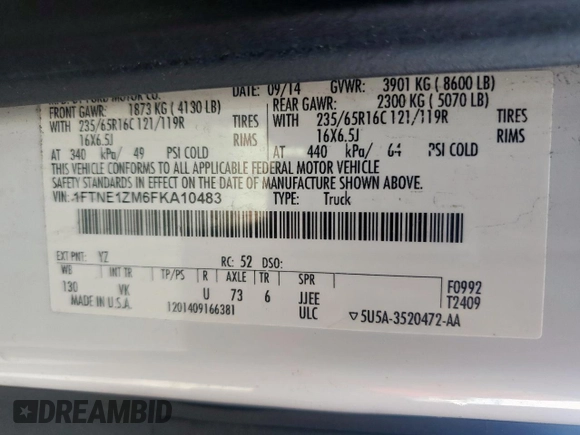 MFD. BY FORD MOTOR CO.
DATE: 09/14 GVWR: 3901 KG ( 8600 LB)
FRONT GAWR: 1873 KG ( 4130 LB) REAR GAWR: 2300 KG ( 5070 LB)
WITH 235/65R16C 121/119R TIRES WITH 235/65R16C 121/119R TIRES
16X6.5J RIMS 16X6.5J RIMS
AT 340 kPa/ 49 PSI COLD AT 440 kPa/ 64 PSI COLD
THIS VEHICLE CONFORMS TO ALL APPLICABLE FEDERAL MOTOR VEHICLE
SAFETY STANDARDS IN EFFECT ON THE DATE OF MANUFACTURE SHOWN ABOVE.
VIN: 1FTNE1ZM6FKA10483 TYPE: Truck
EXT PNT: YZ RC: 52 DSO:
WB INT TR TP/PS R AXLE TR SPR
130 VK U 73 6 JJEE
F0992
T2409
MADE IN U.S.A. 1201409166381 ULC ▽5U5A-3520472-AA
DREAMBID